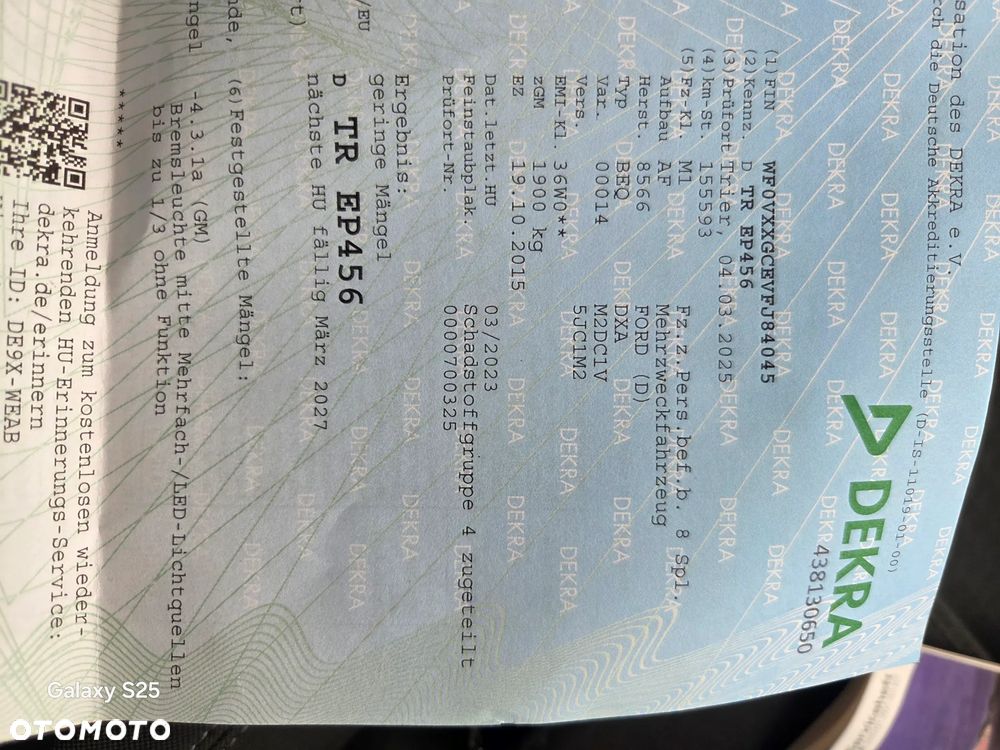 sation des DEKRA e.V.
rch die Deutsche Akkreditierungsstelle (D-IS-11019-01-00)
DEKRA
438130650
(1)FIN WF0VXXGCEVFJ84045
(2)Kennz. D TR EP456
(3)Prüfort Trier, 04.03.2025
(4)km-St. 155593
(5)Fz-Kl. M1 Fz.z.Pers.bef.b. 8 Spl.
Aufbau AF Mehrzweckfahrzeug
Herst. 8566 FORD (D)
Typ BFQ DXA
Var. 00014 M2DC1V
Vers. 5JC1M2
EMI-Kl. 36W0**
zGM 1900 kg
EZ 19.10.2015
Dat.letzt.HU 03/2023
Feinstaubplak. Schadstoffgruppe 4 zugeteilt
Prüfort-Nr. 0000700325
Ergebnis:
geringe Mängel
/EU
D TR EP456
nächste HU fällig März 2027
(6)Festgestellte Mängel:
-4.3.1a (GM)
Bremsleuchte mitte Mehrfach-/LED-Lichtquellen
bis zu 1/3 ohne Funktion
*****
nde,
ngel
Anmeldung zum kostenlosen wieder-
kehrenden HU-Erinnerungs-Service:
dekra.de/erinnern
Ihre ID: DE9X-WEAB
Galaxy S25
OTOMOTO